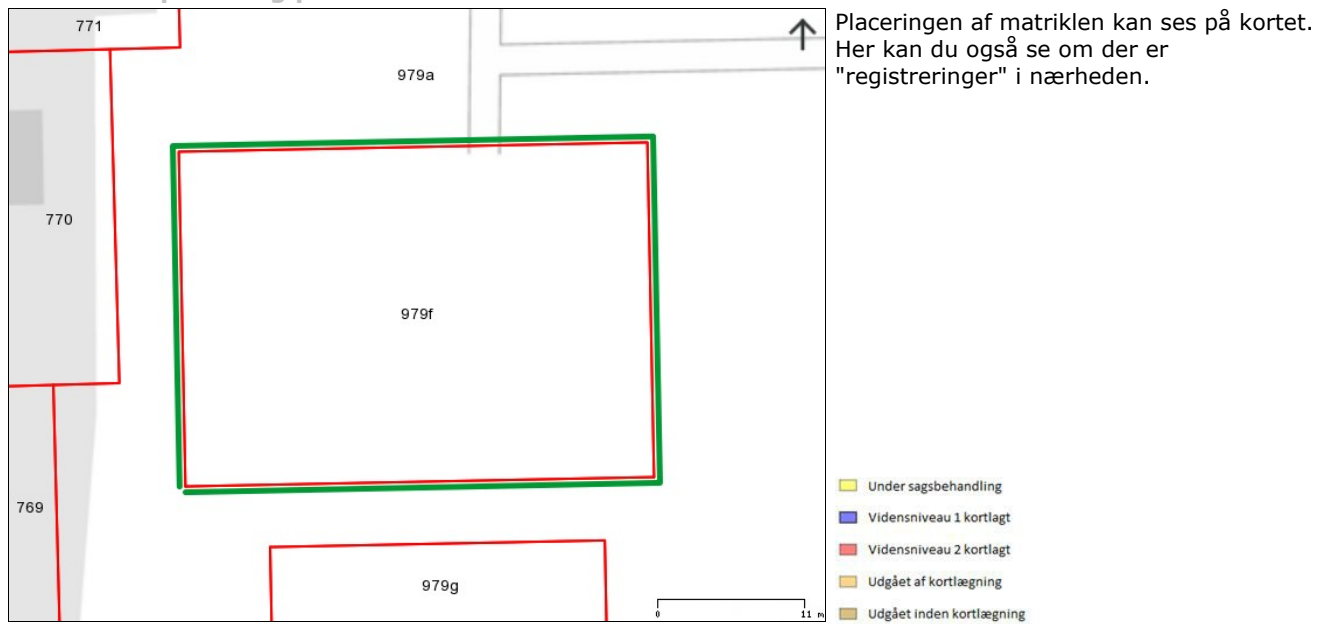 771
979a
770
979f
769
979g
0 11 m
Placeringen af matriklen kan ses på kortet.
Her kan du også se om der er
"registreringer" i nærheden.
Under sagsbehandling
Vidensniveau 1 kortlagt
Vidensniveau 2 kortlagt
Udgået af kortlægning
Udgået inden kortlægning